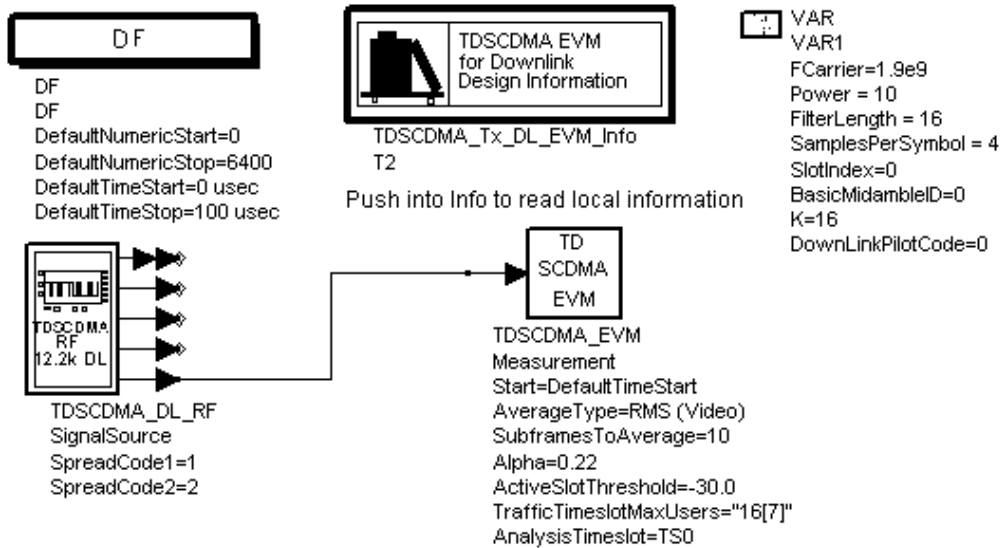 DF
DF
DF
DefaultNumericStart=0
DefaultNumericStop=6400
DefaultTimeStart=0 usec
DefaultTimeStop=100 usec
TDSCDMA EVM
for Downlink
Design Information
TDSCDMA_Tx_DL_EVM_Info
T2
Push into Info to read local information
VAR
VAR1
FCarrier=1.9e9
Power = 10
FilterLength = 16
SamplesPerSymbol = 4
SlotIndex=0
BasicMidambleID=0
K=16
DownLinkPilotCode=0
TDSCDMA
RF
12.2k DL
TDSCDMA_DL_RF
SignalSource
SpreadCode1=1
SpreadCode2=2
TD
SCDMA
EVM
TDSCDMA_EVM
Measurement
Start=DefaultTimeStart
AverageType=RMS (Video)
SubframesToAverage=10
Alpha=0.22
ActiveSlotThreshold=-30.0
TrafficTimeslotMaxUsers="16[7]"
AnalysisTimeslot=TS0